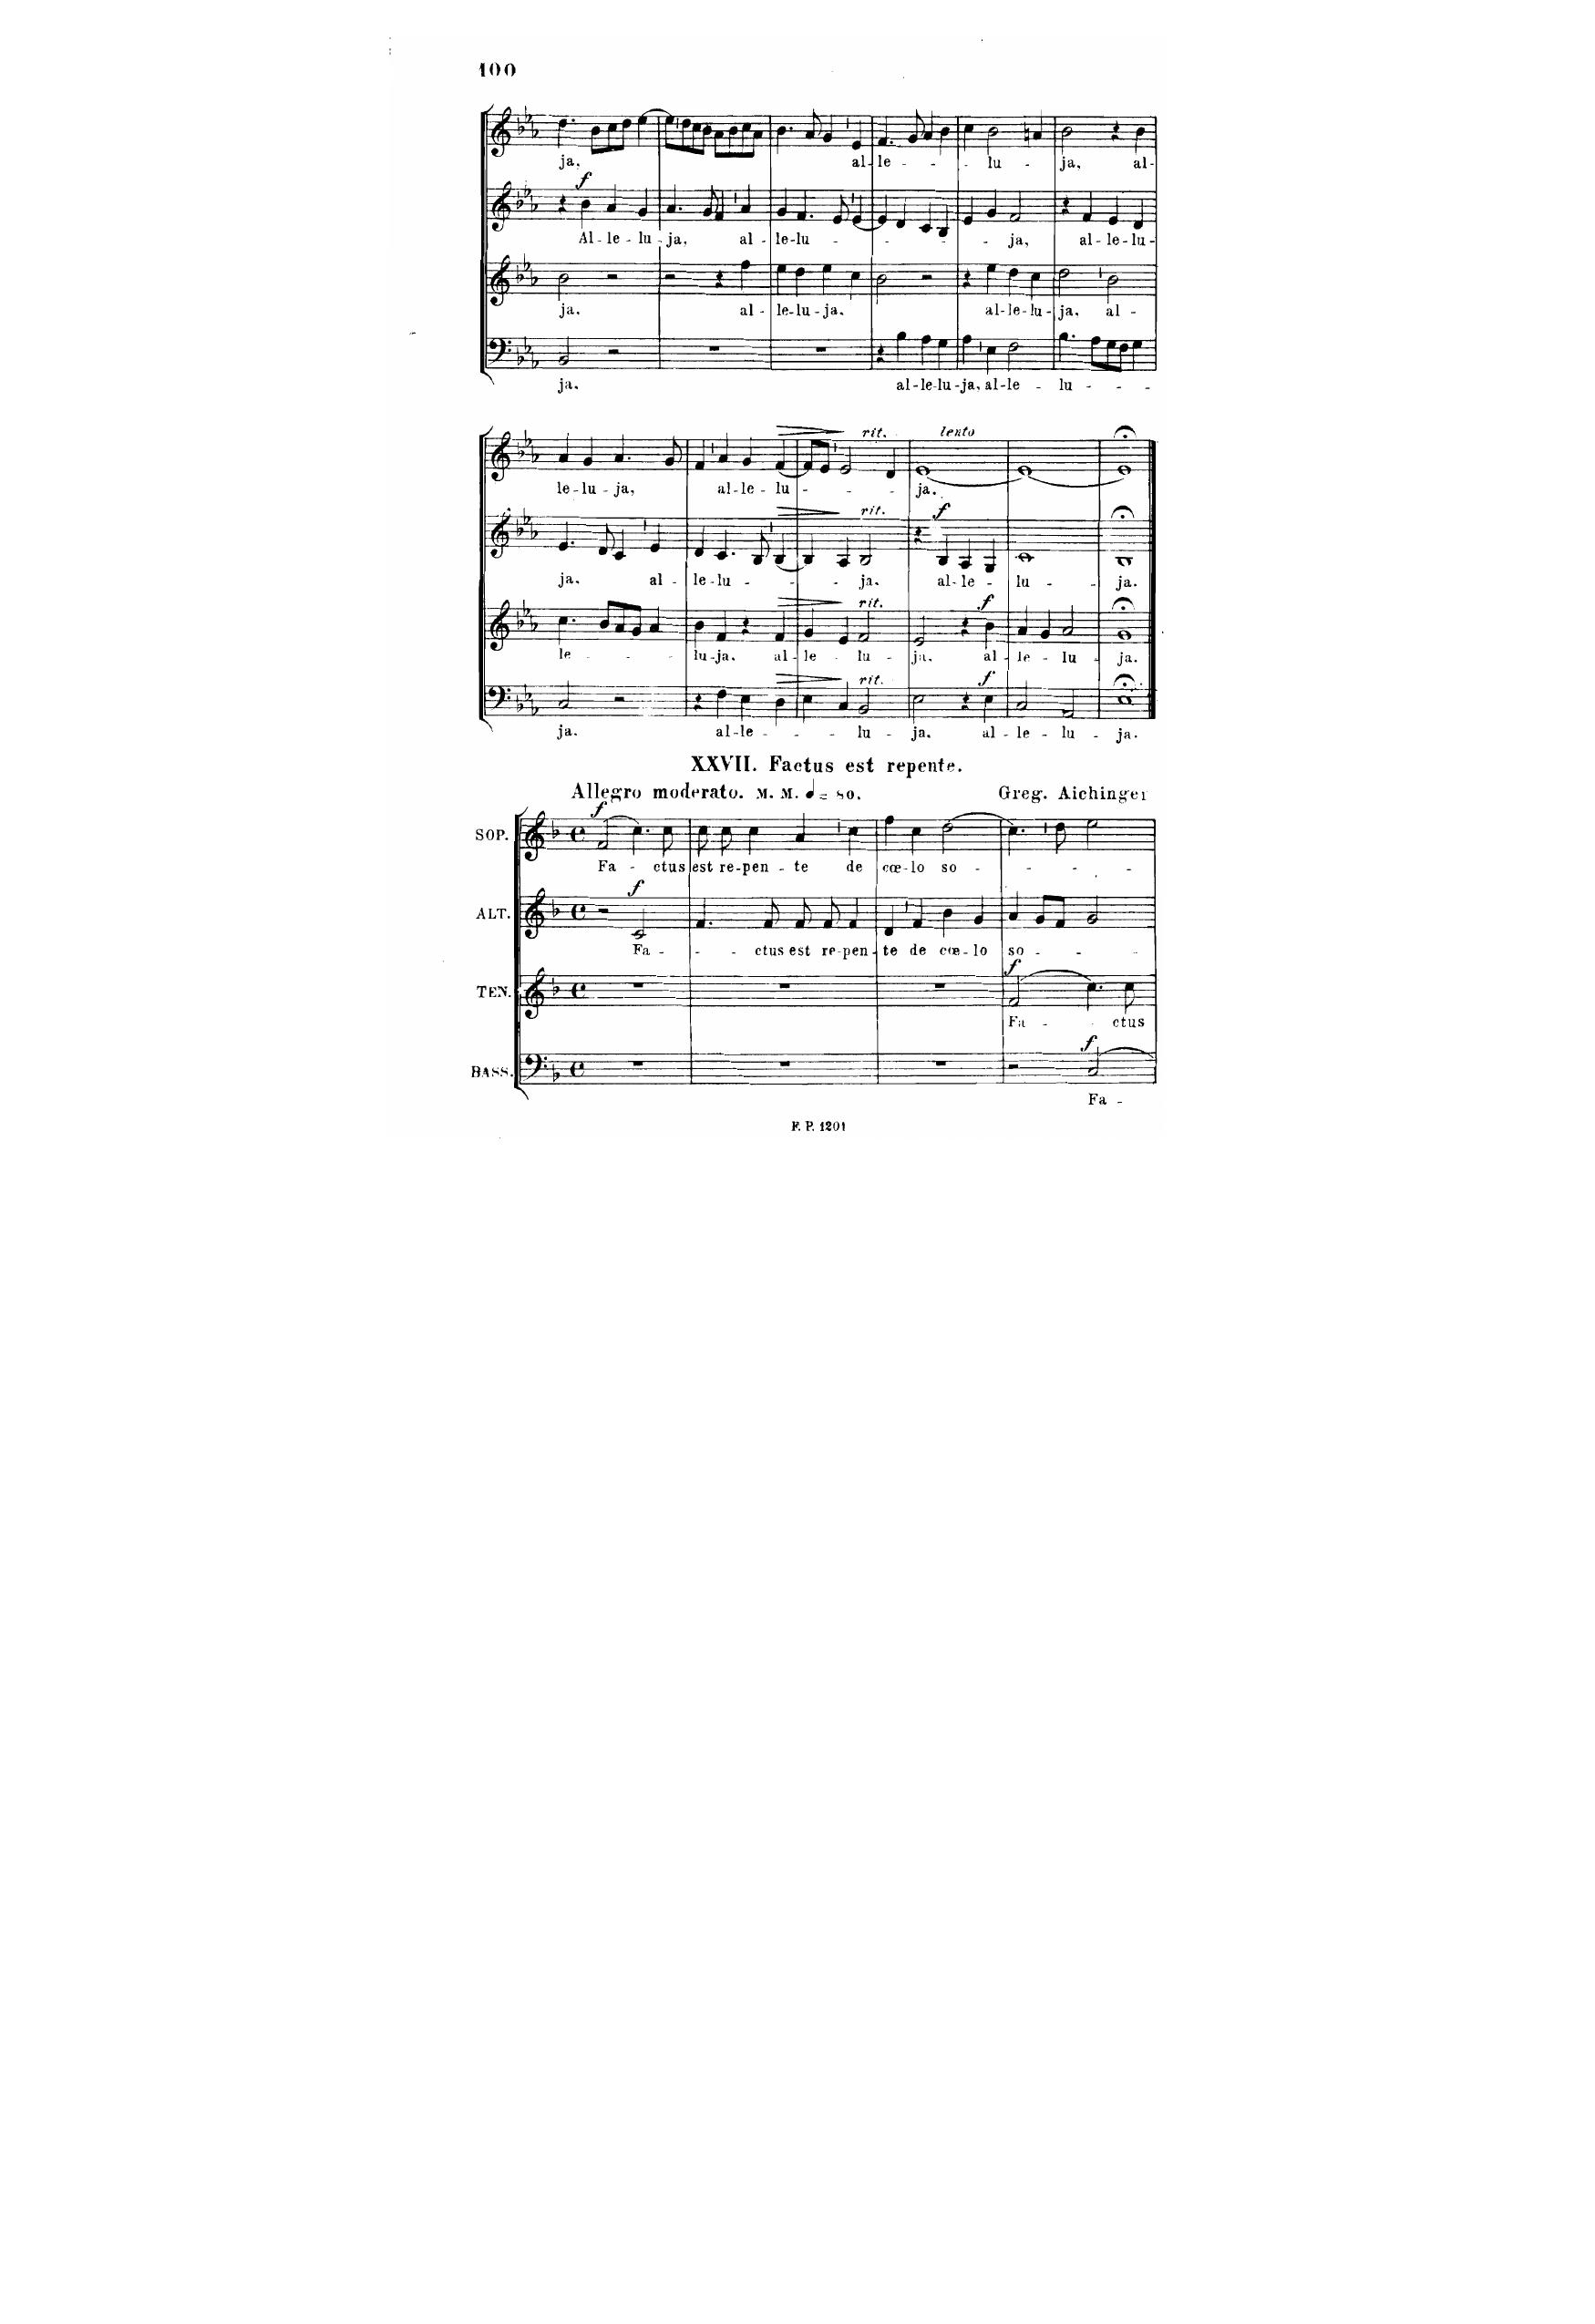 100
ja. al-le - - - lu - ja, al-
f
Al-le-lu-ja, al-le-lu - - - - ja, al-le-lu-
ja. al-le-lu-ja. al-le-lu-ja. al-
ja. al-le-lu-ja, al-le - lu - - -
rit. lento
le-lu-ja, al-le-lu - - - ja.
rit. f
ja. al-le-lu - - - ja. al-le - lu - ja.
rit. f
le - - - lu-ja. al-le - lu - ja. al-le-lu - ja.
rit. f
ja. al-le - - - lu - ja. al-le-lu - ja.
XXVII. Factus est repente.
Allegro moderato. M. M. = 80. Greg. Aichinger
f
SOP.
Fa - ctus est re-pen-te de cœ-lo so - - - -
f
ALT.
Fa - - - ctus est re-pen-te de cœ-lo so - - -
f
TEN.
Fa - ctus
f
BASS.
Fa -
F. P. 1201